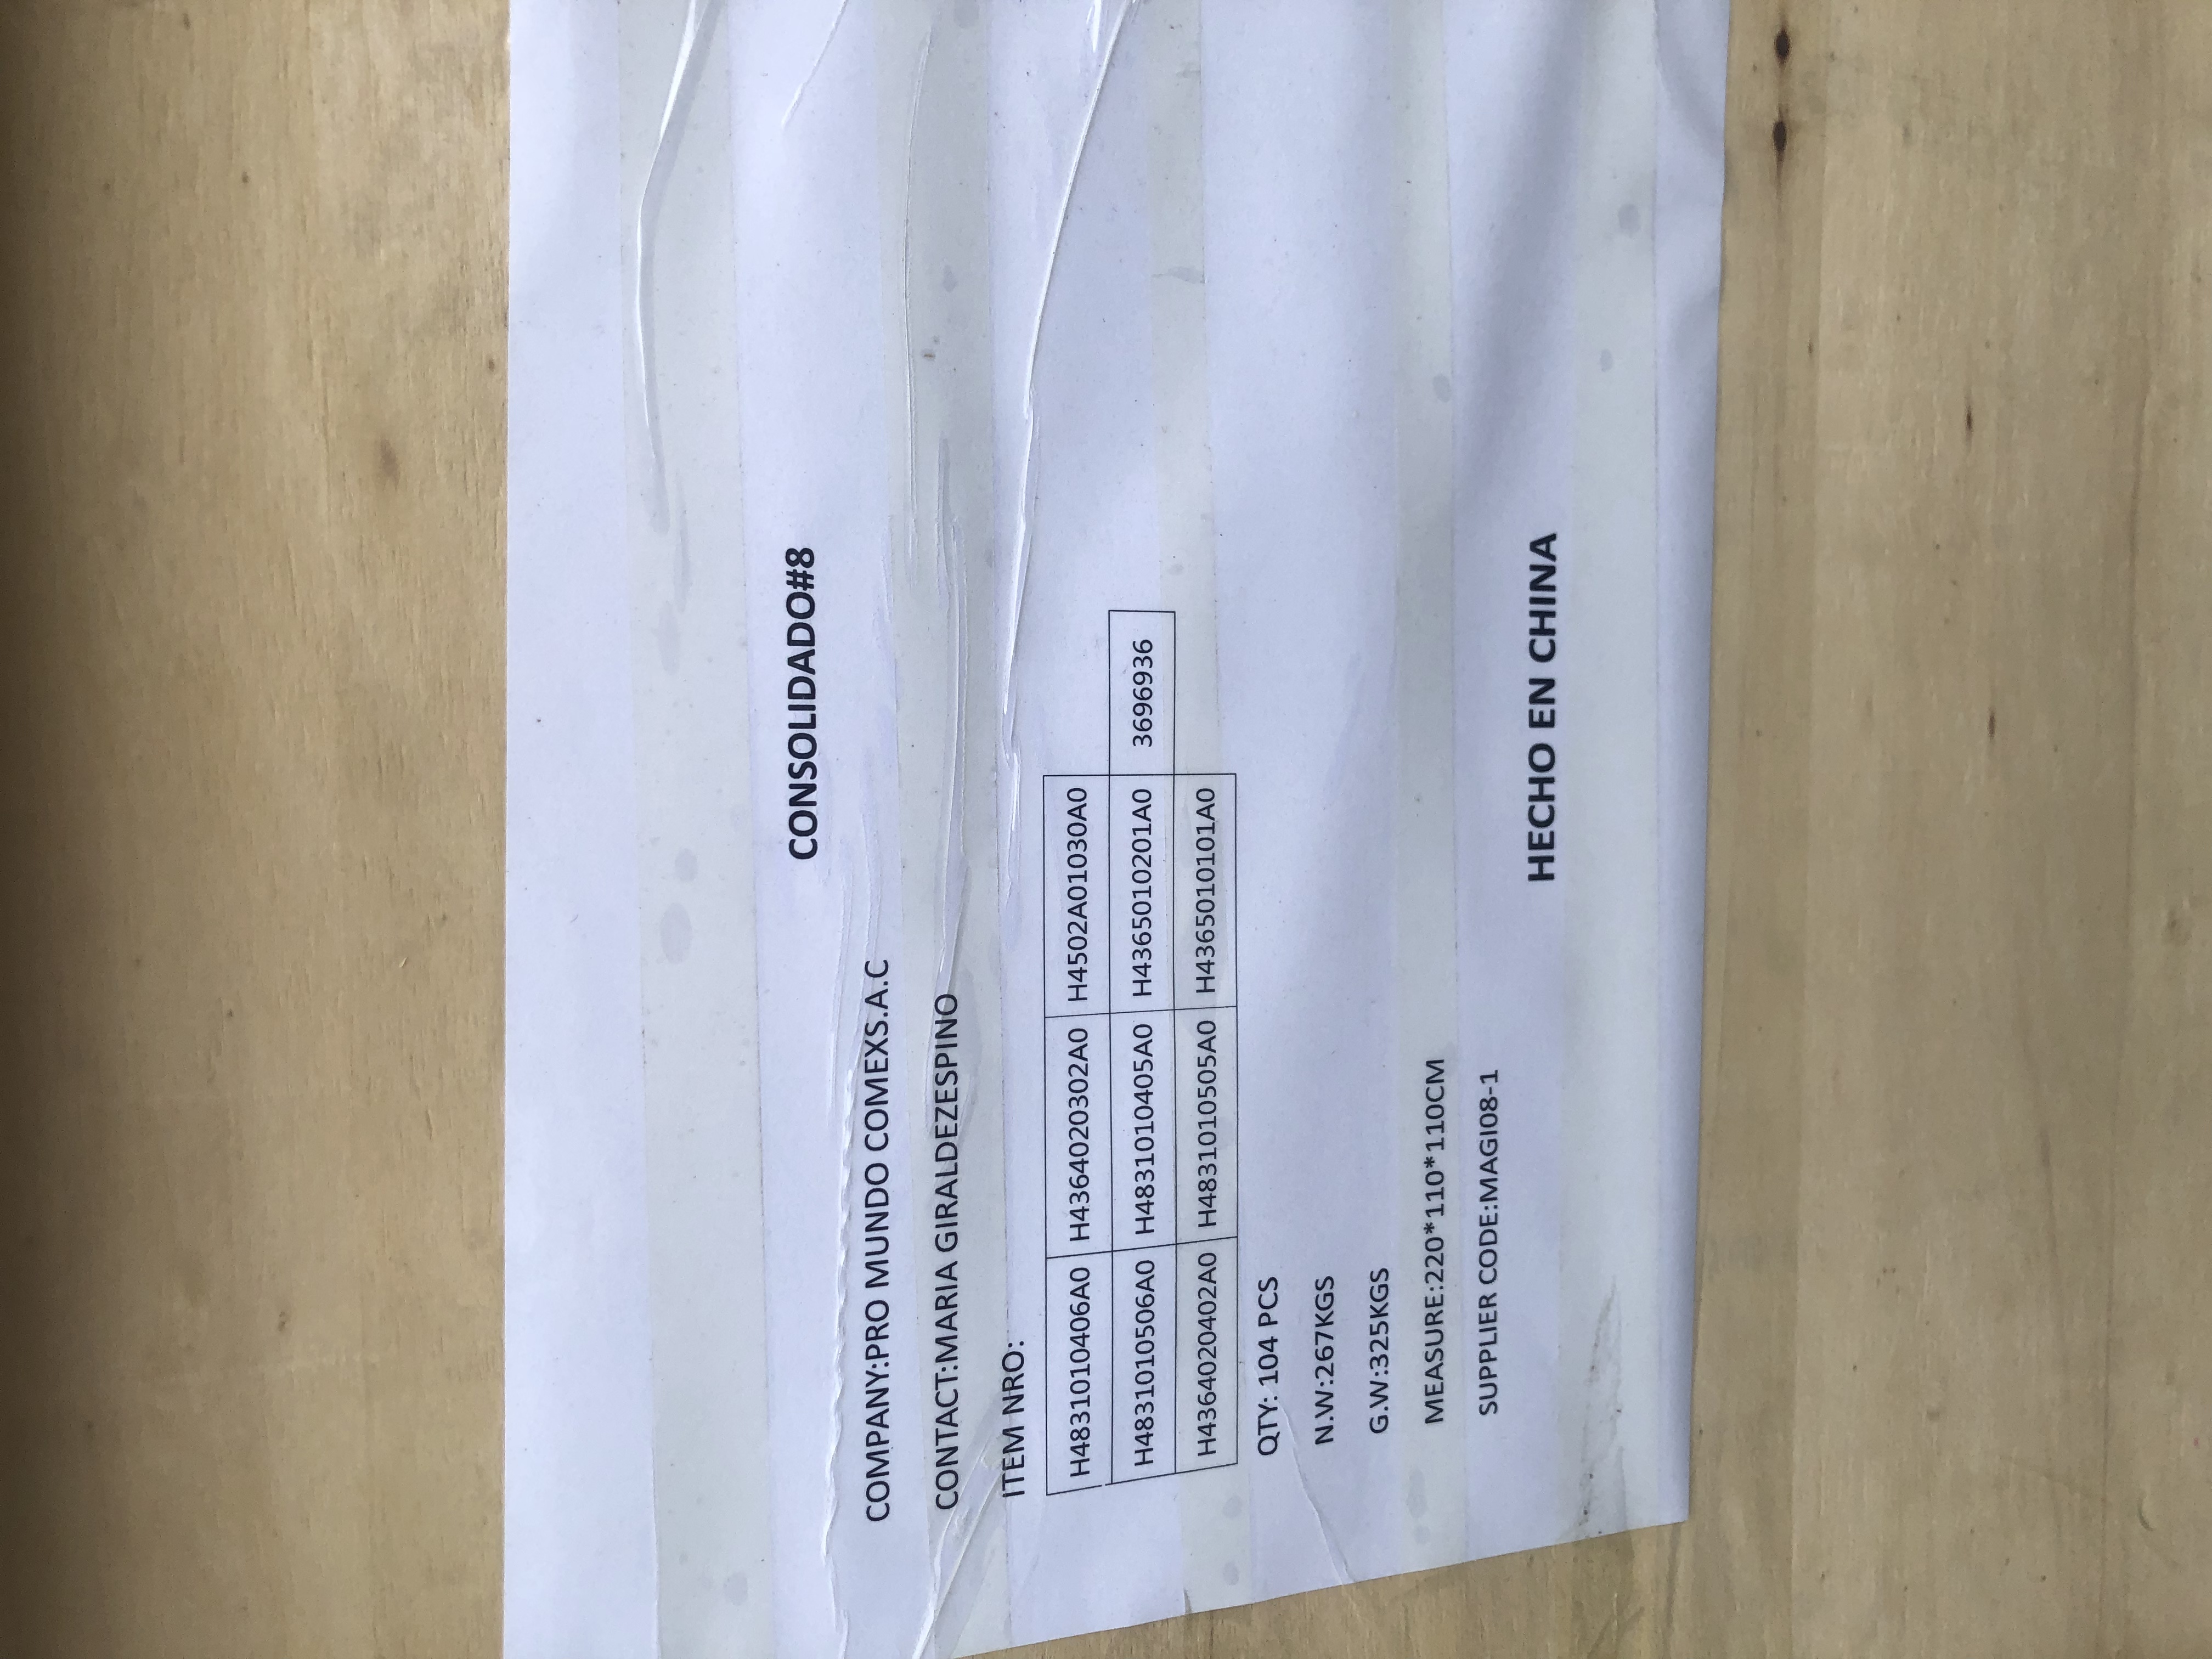 CONSOLIDADO#8
COMPANY:PRO MUNDO COMEXS.A.C
CONTACT:MARIA GIRALDEZESPINO
ITEM NRO:
H4831010406A0 H4364020302A0 H4502A01030A0
H4831010506A0 H4831010405A0 H4365010201A0 3696936
H4364020402A0 H4831010505A0 H4365010101A0
QTY: 104 PCS
N.W:267KGS
G.W:325KGS
MEASURE:220*110*110CM
SUPPLIER CODE:MAGI08-1
HECHO EN CHINA